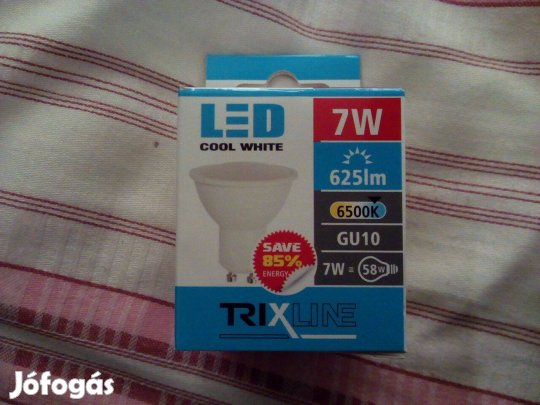 LED
COOL WHITE
7W
625lm
6500K
GU10
7W = 58W
SAVE
85%
ENERGY
TRIXLINE
Jófogás